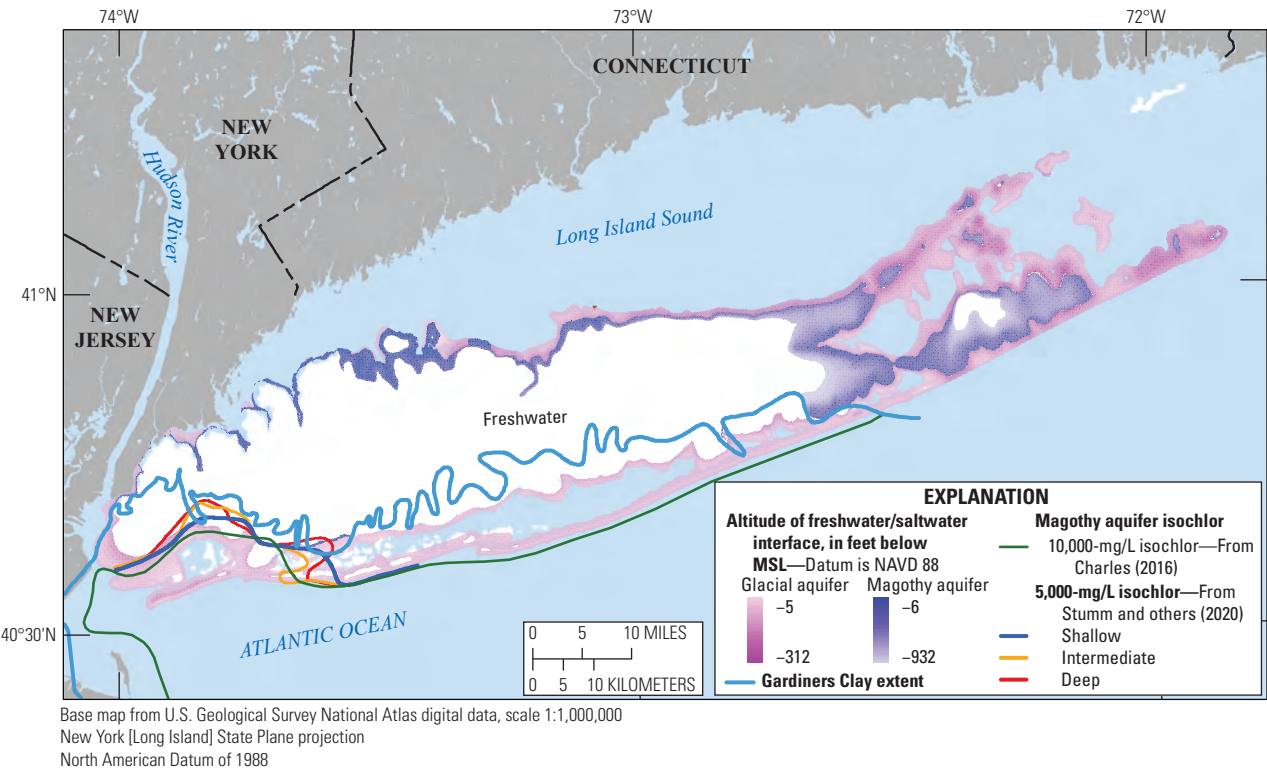 74°W
73°W
72°W
CONNECTICUT
NEW
YORK
Hudson River
Long Island Sound
41°N
NEW
JERSEY
Freshwater
ATLANTIC OCEAN
40°30'N
0 5 10 MILES
0 5 10 KILOMETERS
EXPLANATION
Altitude of freshwater/saltwater
interface, in feet below
MSL—Datum is NAVD 88
Glacial aquifer
Magothy aquifer
−5
−312
−6
−932
Gardiners Clay extent
Magothy aquifer isochlor
10,000-mg/L isochlor—From
Charles (2016)
5,000-mg/L isochlor—From
Stumm and others (2020)
Shallow
Intermediate
Deep
Base map from U.S. Geological Survey National Atlas digital data, scale 1:1,000,000
New York [Long Island] State Plane projection
North American Datum of 1988